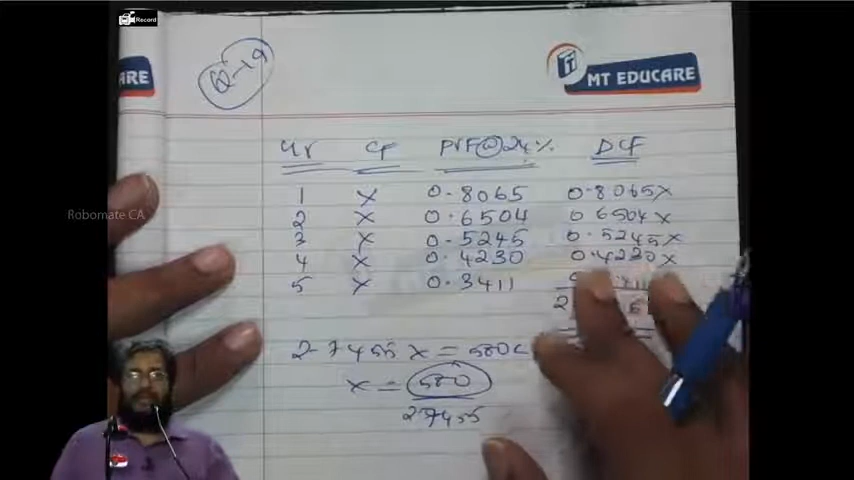 Record
Q-19
ARE
MT EDUCARE
Yr CF PVF@24% DCF
1 X 0.8065 0.8065X
2 X 0.6504 0.6504X
3 X 0.5245 0.5245X
4 X 0.4230 0.4230X
5 X 0.3411
Robomate CA
2.7455 X = 580
X = 580
2.7455